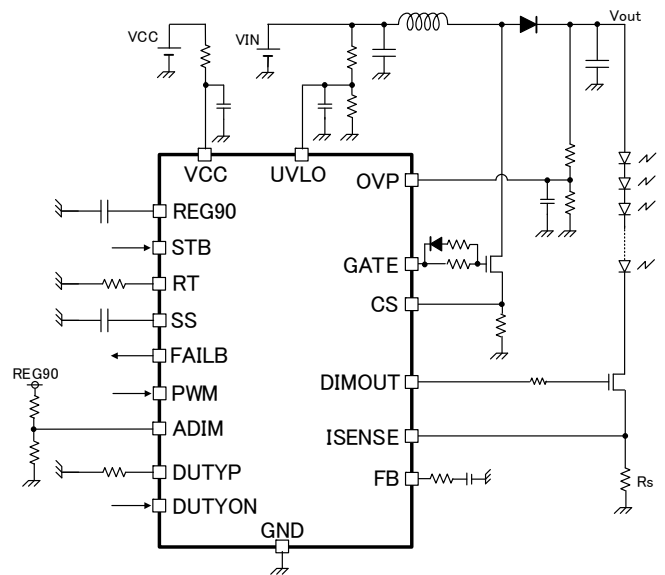 VCC
VIN
Vout
VCC
UVLO
OVP
REG90
STB
GATE
RT
CS
SS
FAILB
REG90
DIMOUT
PWM
ADIM
ISENSE
DUTYP
FB
Rs
DUTYON
GND